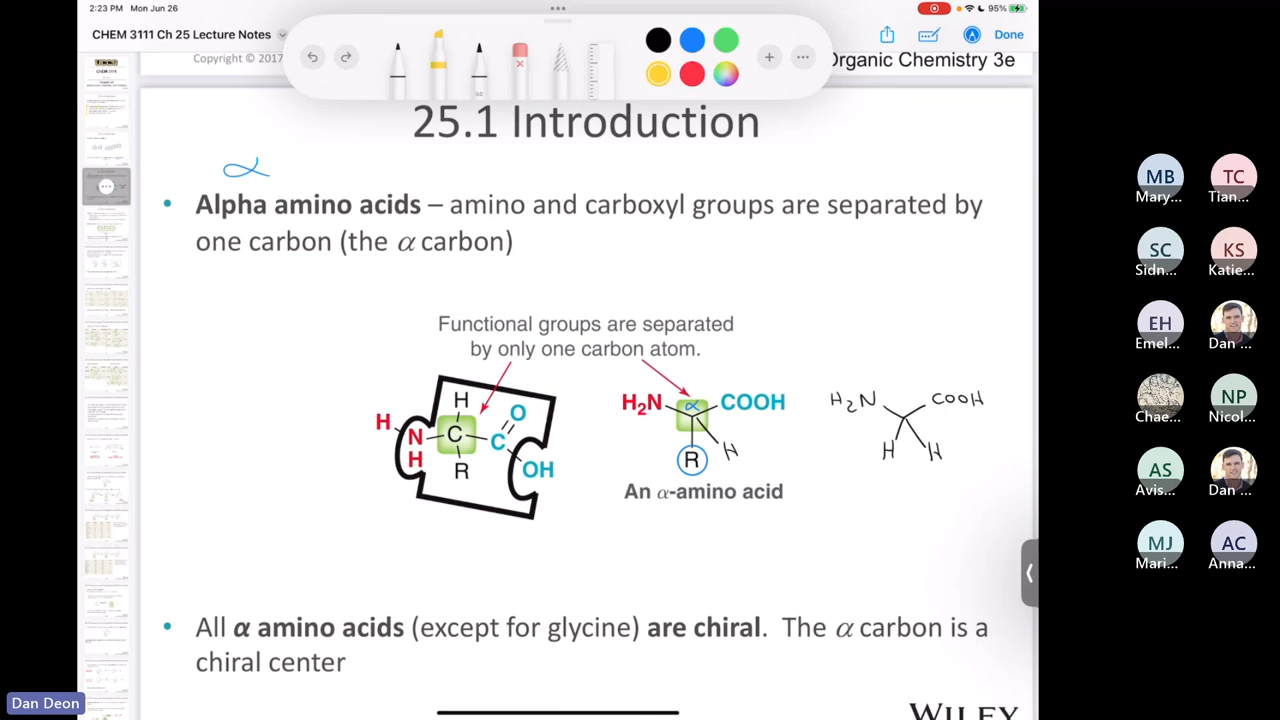 2:23 PM Mon Jun 26
95%
CHEM 3111 Ch 25 Lecture Notes
Done
Copyright © 2017
Organic Chemistry 3e
25.1 Introduction
α
• Alpha amino acids – amino and carboxyl groups are separated by
one carbon (the α carbon)
Functional groups are separated
by only one carbon atom.
H
H
N
H
C
R
C
O
OH
H₂N
α
COOH
R
H
An α-amino acid
H₂N
COOH
H
H
• All α amino acids (except for glycine) are chiral. The α carbon is a
chiral center
WILEY
MB
Mary...
TC
Tian...
SC
Sidn...
KS
Katie...
EH
Emel...
Dan ...
Chae...
NP
Nicol...
AS
Avis...
Dan ...
MJ
Mari...
AC
Anna...
Dan Deon